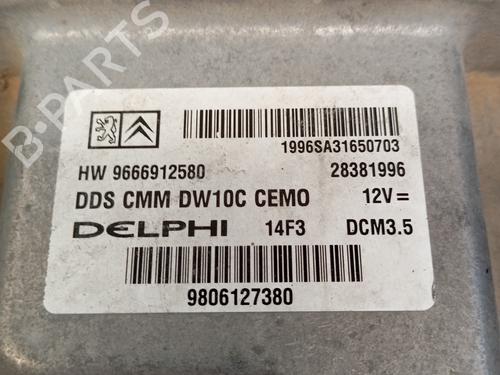 1996SA31650703
HW 9666912580 28381996
DDS CMM DW10C CEMO 12V=
DELPHI 14F3 DCM3.5
9806127380
B-PARTS